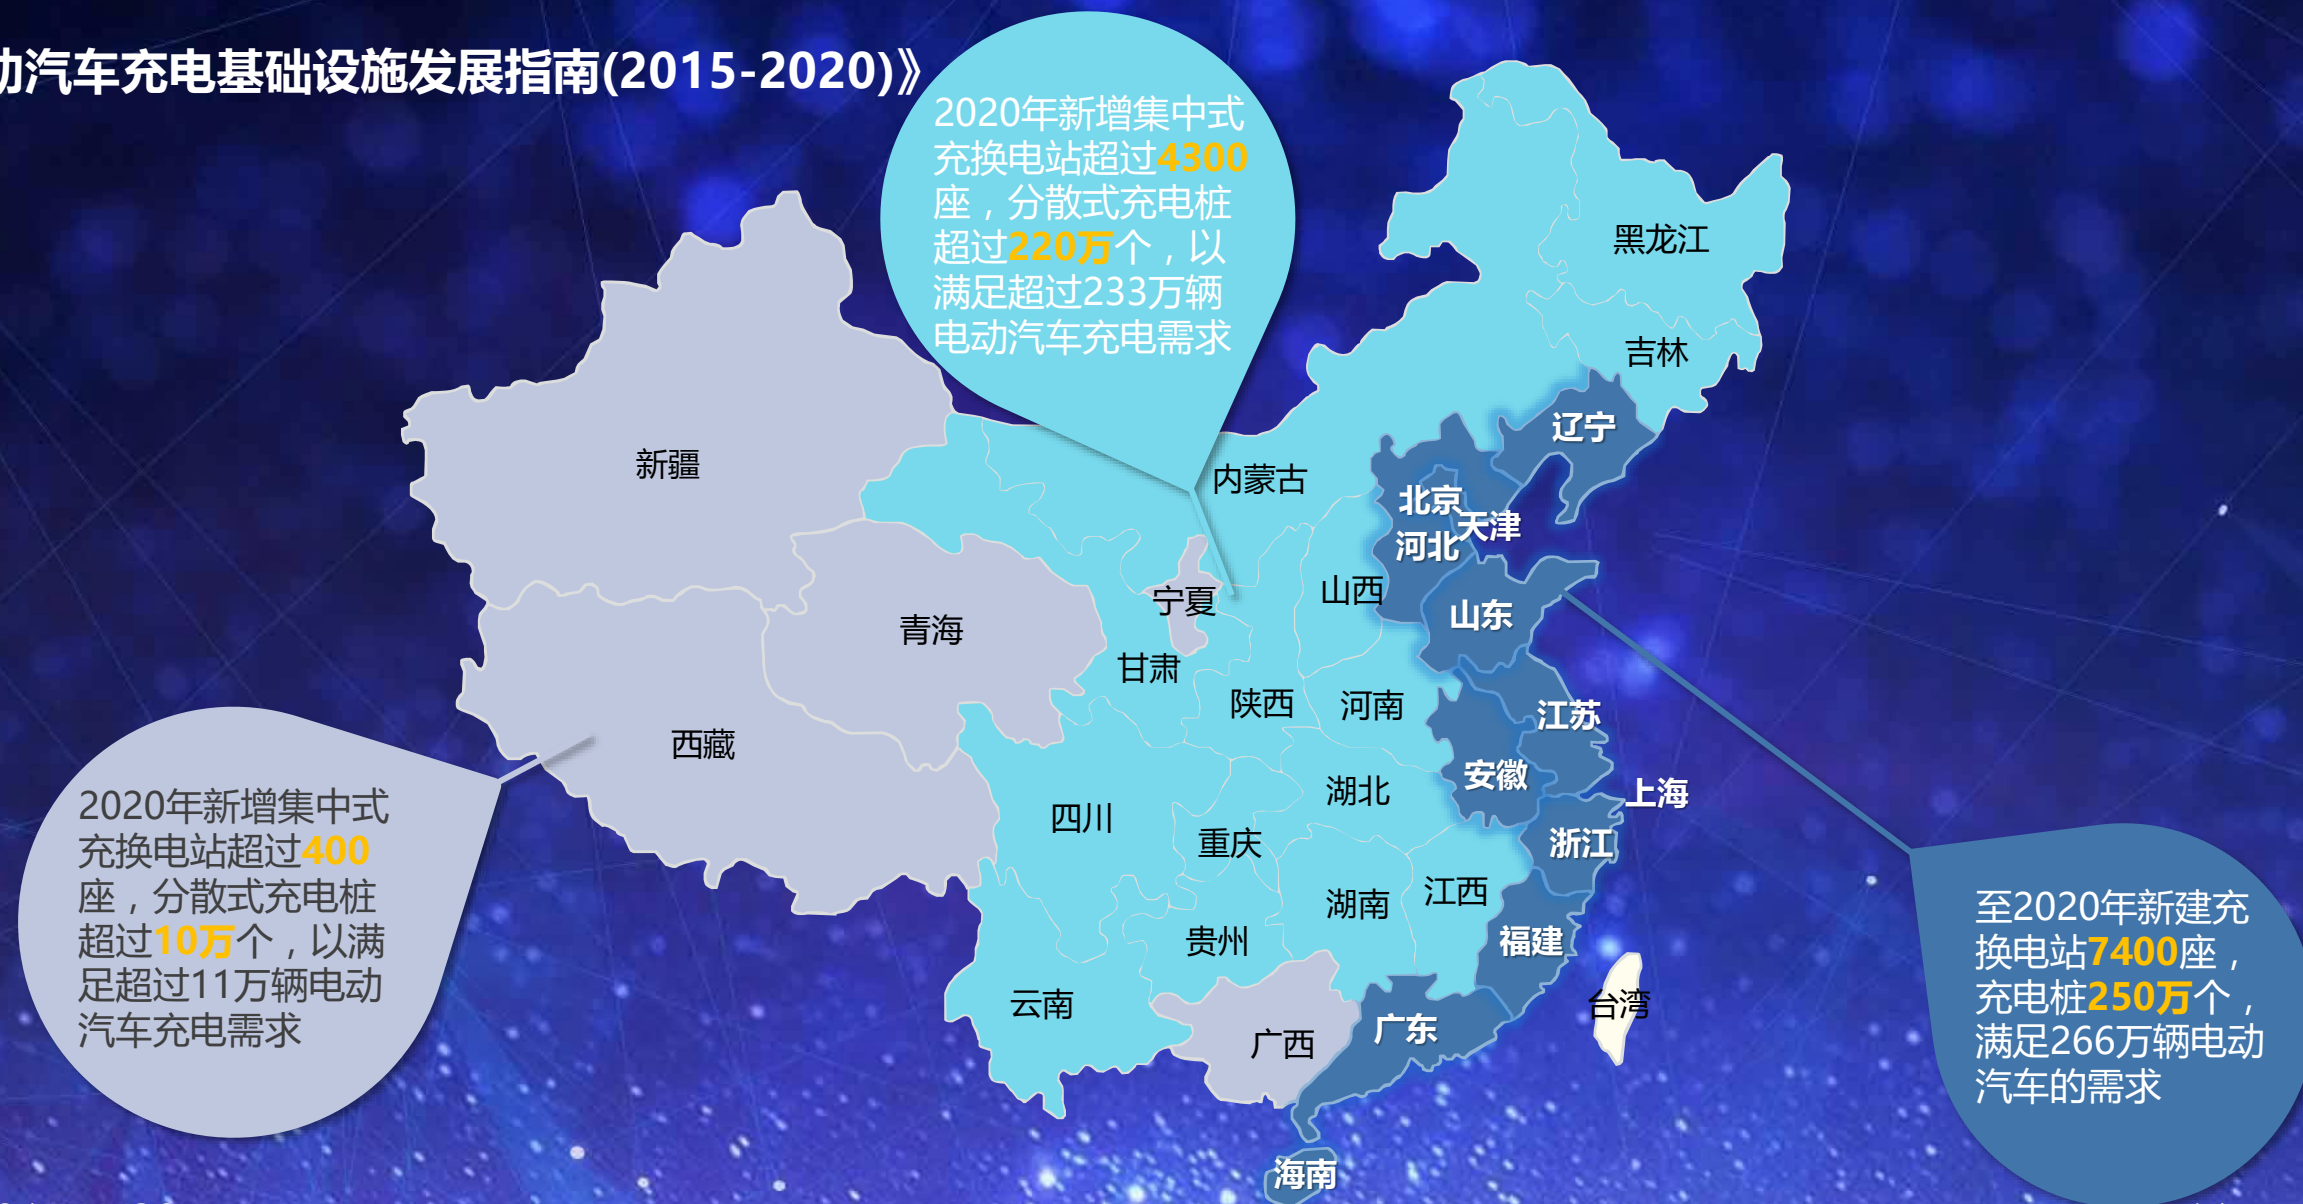 动汽车充电基础设施发展指南(2015-2020)》
2020年新增集中式
充换电站超过4300
座，分散式充电桩
超过220万个，以
满足超过233万辆
电动汽车充电需求
黑龙江
吉林
辽宁
新疆
内蒙古
北京
天津
河北
宁夏
山西
山东
青海
甘肃
陕西
河南
江苏
西藏
安徽
上海
湖北
四川
重庆
浙江
江西
湖南
贵州
福建
云南
广西
广东
台湾
海南
2020年新增集中式
充换电站超过400
座，分散式充电桩
超过10万个，以满
足超过11万辆电动
汽车充电需求
至2020年新建充
换电站7400座，
充电桩250万个，
满足266万辆电动
汽车的需求